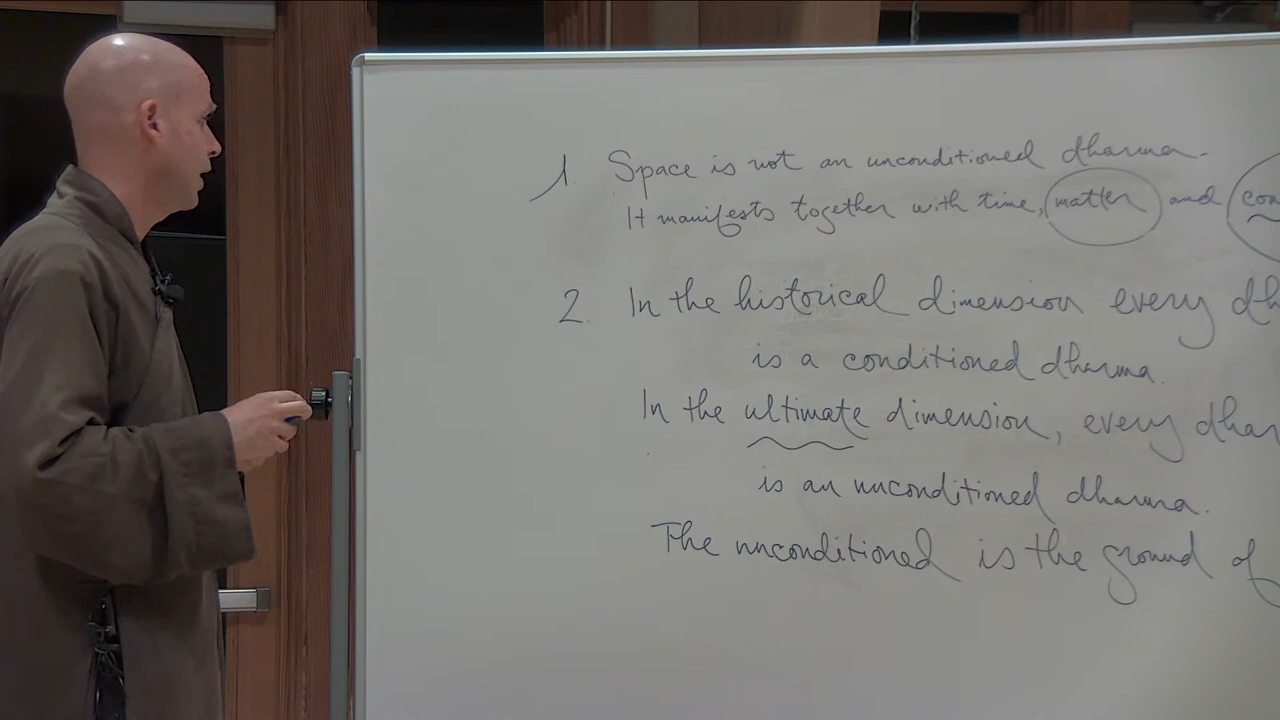 1. Space is not an unconditioned dharma.
It manifests together with time, matter and
2. In the historical dimension every
is a conditioned dharma.
In the ultimate dimension, every
is an unconditioned dharma.
The unconditioned is the ground of